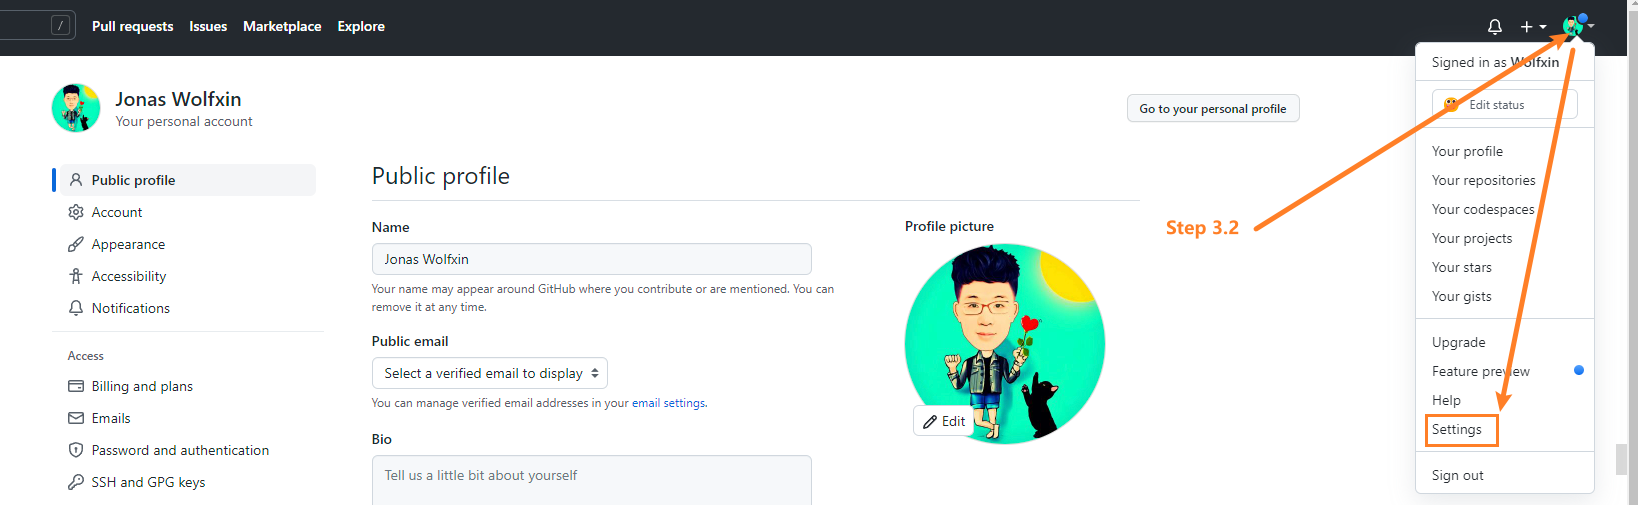 /
Pull requests
Issues
Marketplace
Explore
Jonas Wolfxin
Your personal account
Go to your personal profile
Public profile
Account
Appearance
Accessibility
Notifications
Access
Billing and plans
Emails
Password and authentication
SSH and GPG keys
Public profile
Name
Jonas Wolfxin
Your name may appear around GitHub where you contribute or are mentioned. You can
remove it at any time.
Public email
Select a verified email to display
You can manage verified email addresses in your email settings.
Bio
Tell us a little bit about yourself
Profile picture
Edit
Step 3.2
Signed in as Wolfxin
Edit status
Your profile
Your repositories
Your codespaces
Your projects
Your stars
Your gists
Upgrade
Feature preview
Help
Settings
Sign out